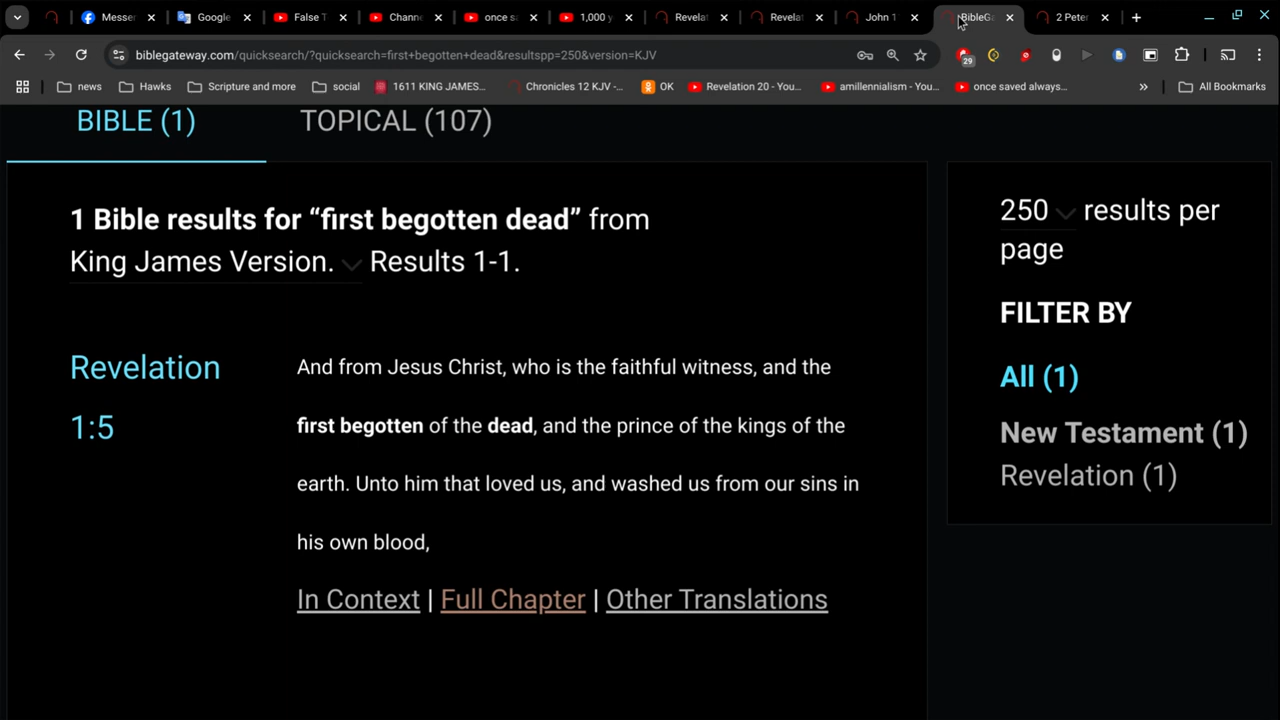 Messer
Google
False T
Channe
once sa
1,000 y
Revelat
Revelat
John 1
BibleGa
2 Peter
biblegateway.com/quicksearch/?quicksearch=first+begotten+dead&resultspp=250&version=KJV
29
news
Hawks
Scripture and more
social
1611 KING JAMES...
Chronicles 12 KJV -...
OK
Revelation 20 - You...
amillennialism - You...
once saved always...
»
All Bookmarks
BIBLE (1)
TOPICAL (107)
1 Bible results for “first begotten dead” from
King James Version. Results 1-1.
250 results per
page
FILTER BY
All (1)
New Testament (1)
Revelation (1)
Revelation
1:5
And from Jesus Christ, who is the faithful witness, and the
first begotten of the dead, and the prince of the kings of the
earth. Unto him that loved us, and washed us from our sins in
his own blood,
In Context | Full Chapter | Other Translations